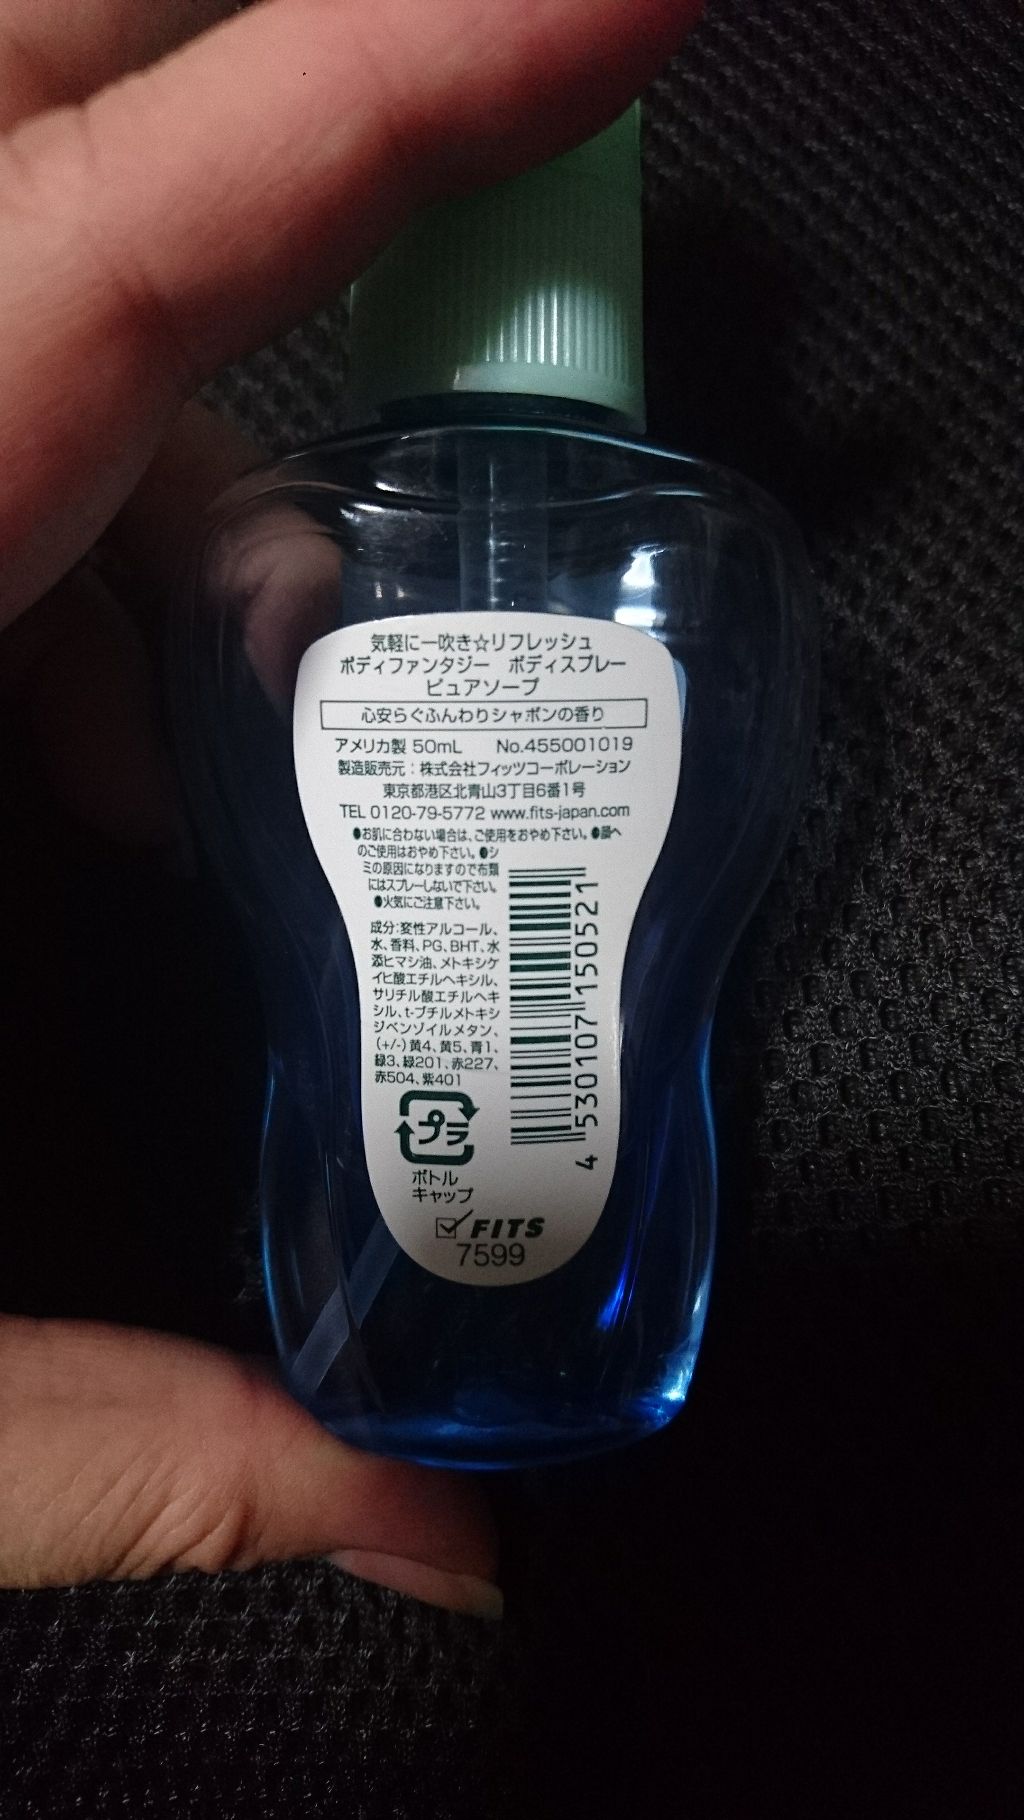 気軽に一吹き☆リフレッシュ
ボディファンタジー　ボディスプレー
ピュアソープ
心安らぐふんわりシャボンの香り
アメリカ製 50mL　No.455001019
製造販売元：株式会社フィッツコーポレーション
東京都港区北青山3丁目6番1号
TEL 0120-79-5772 www.fits-japan.com
●お肌に合わない場合は、ご使用をおやめ下さい。●顔へ
のご使用はおやめ下さい。●シ
ミの原因になりますので布類
にはスプレーしないで下さい。
●火気にご注意下さい。
成分:変性アルコール、
水、香料、PG、BHT、水
添ヒマシ油、メトキシケ
イヒ酸エチルヘキシル、
サリチル酸エチルヘキ
シル、t-ブチルメトキシ
ジベンゾイルメタン、
(+/-)黄4、黄5、青1、
緑3、緑201、赤227、
赤504、紫401
4 530107 150521
プラ
ボトル
キャップ
FITS
7599